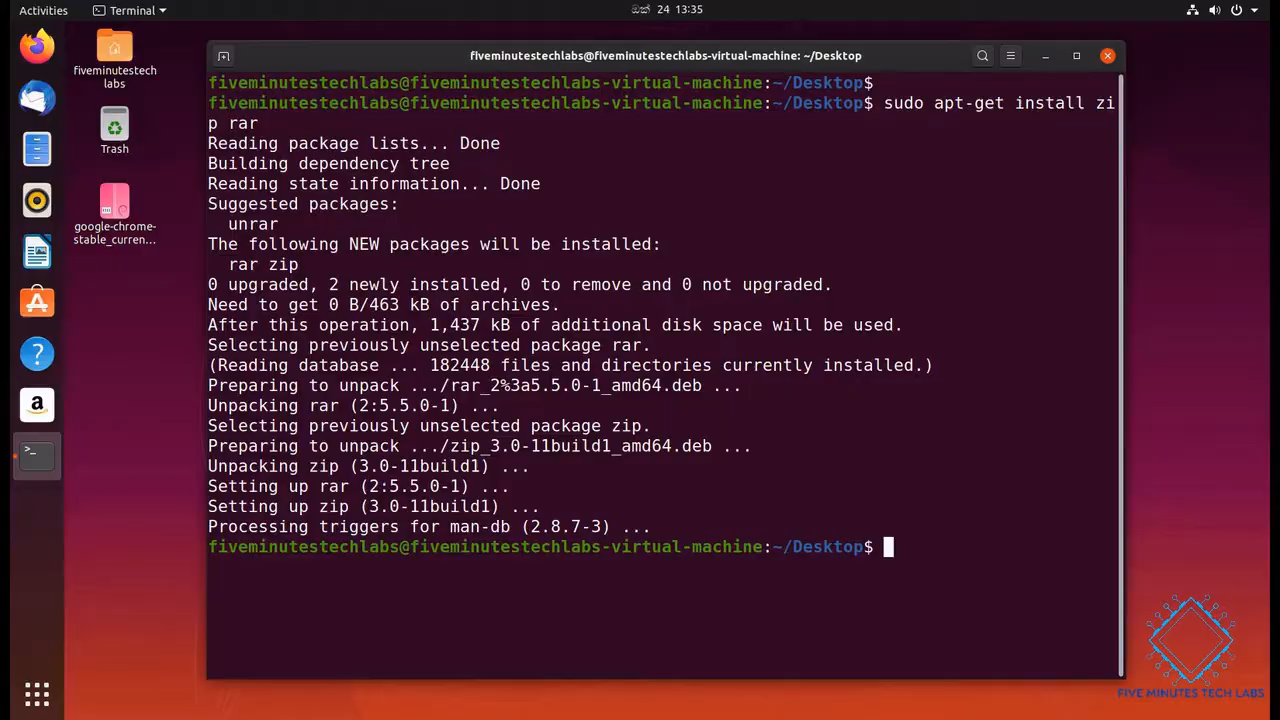 Activities
Terminal
ඔක් 24 13:35
fiveminutestech
labs
Trash
google-chrome-
stable_curren...
fiveminutestechlabs@fiveminutestechlabs-virtual-machine: ~/Desktop
fiveminutestechlabs@fiveminutestechlabs-virtual-machine:~/Desktop$
fiveminutestechlabs@fiveminutestechlabs-virtual-machine:~/Desktop$ sudo apt-get install zi
p rar
Reading package lists... Done
Building dependency tree
Reading state information... Done
Suggested packages:
  unrar
The following NEW packages will be installed:
  rar zip
0 upgraded, 2 newly installed, 0 to remove and 0 not upgraded.
Need to get 0 B/463 kB of archives.
After this operation, 1,437 kB of additional disk space will be used.
Selecting previously unselected package rar.
(Reading database ... 182448 files and directories currently installed.)
Preparing to unpack .../rar_2%3a5.5.0-1_amd64.deb ...
Unpacking rar (2:5.5.0-1) ...
Selecting previously unselected package zip.
Preparing to unpack .../zip_3.0-11build1_amd64.deb ...
Unpacking zip (3.0-11build1) ...
Setting up rar (2:5.5.0-1) ...
Setting up zip (3.0-11build1) ...
Processing triggers for man-db (2.8.7-3) ...
fiveminutestechlabs@fiveminutestechlabs-virtual-machine:~/Desktop$
FIVE MINUTES TECH LABS